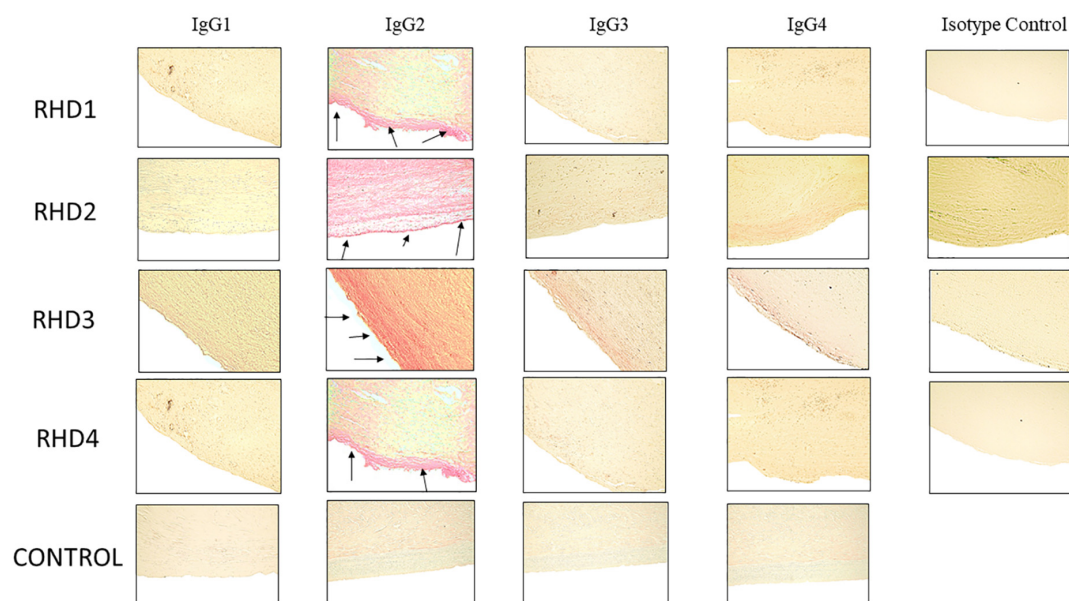 IgG1 IgG2 IgG3 IgG4 Isotype Control
RHD1
RHD2
RHD3
RHD4
CONTROL